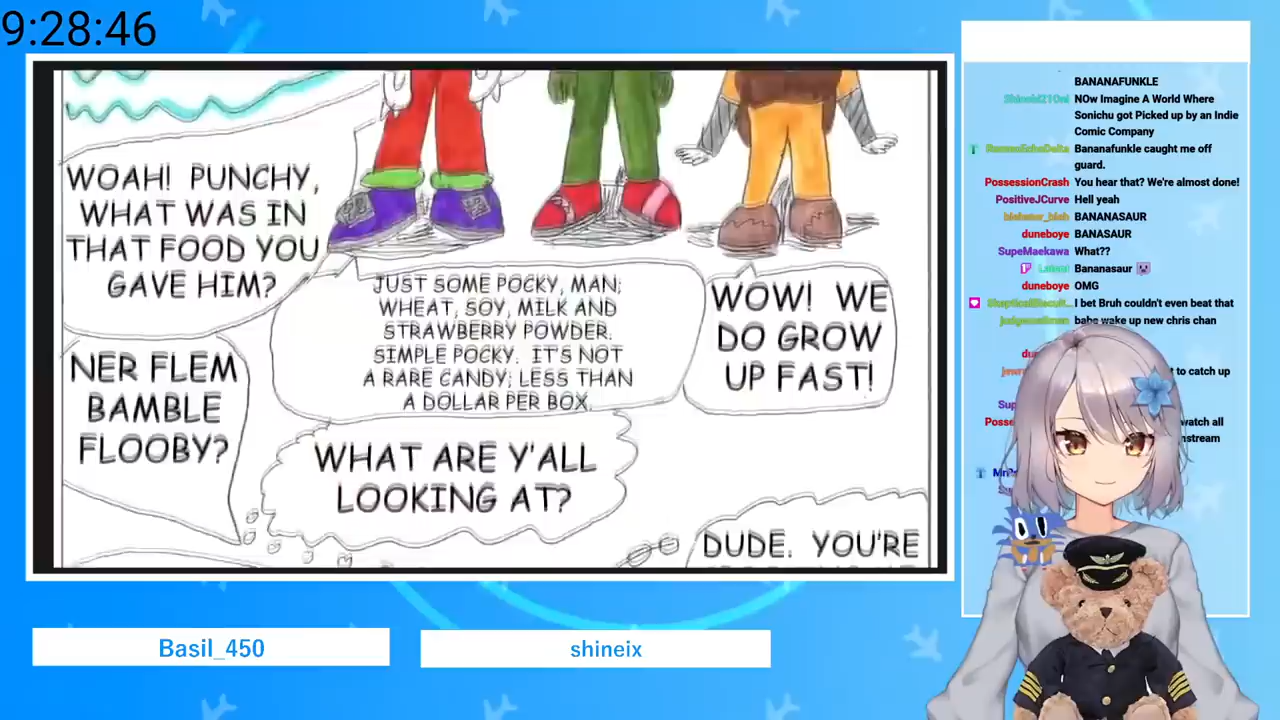 9:28:46
WOAH! PUNCHY,
WHAT WAS IN
THAT FOOD YOU
GAVE HIM?
JUST SOME POCKY, MAN;
WHEAT, SOY, MILK AND
STRAWBERRY POWDER.
SIMPLE POCKY. IT'S NOT
A RARE CANDY; LESS THAN
A DOLLAR PER BOX.
WOW! WE
DO GROW
UP FAST!
NER FLEM
BAMBLE
FLOOBY?
WHAT ARE Y'ALL
LOOKING AT?
DUDE. YOU'RE
BANANAFUNKLE
NOw Imagine A World Where
Sonichu got Picked up by an Indie
Comic Company
Bananafunkle caught me off
guard.
PossessionCrash You hear that? We're almost done!
PositiveJCurve Hell yeah
BANANASAUR
duneboye BANASAUR
SupeMaekawa What??
Bananasaur
duneboye OMG
I bet Bruh couldn't even beat that
babe wake up new chris chan
to catch up
watch all
Basil_450
shineix